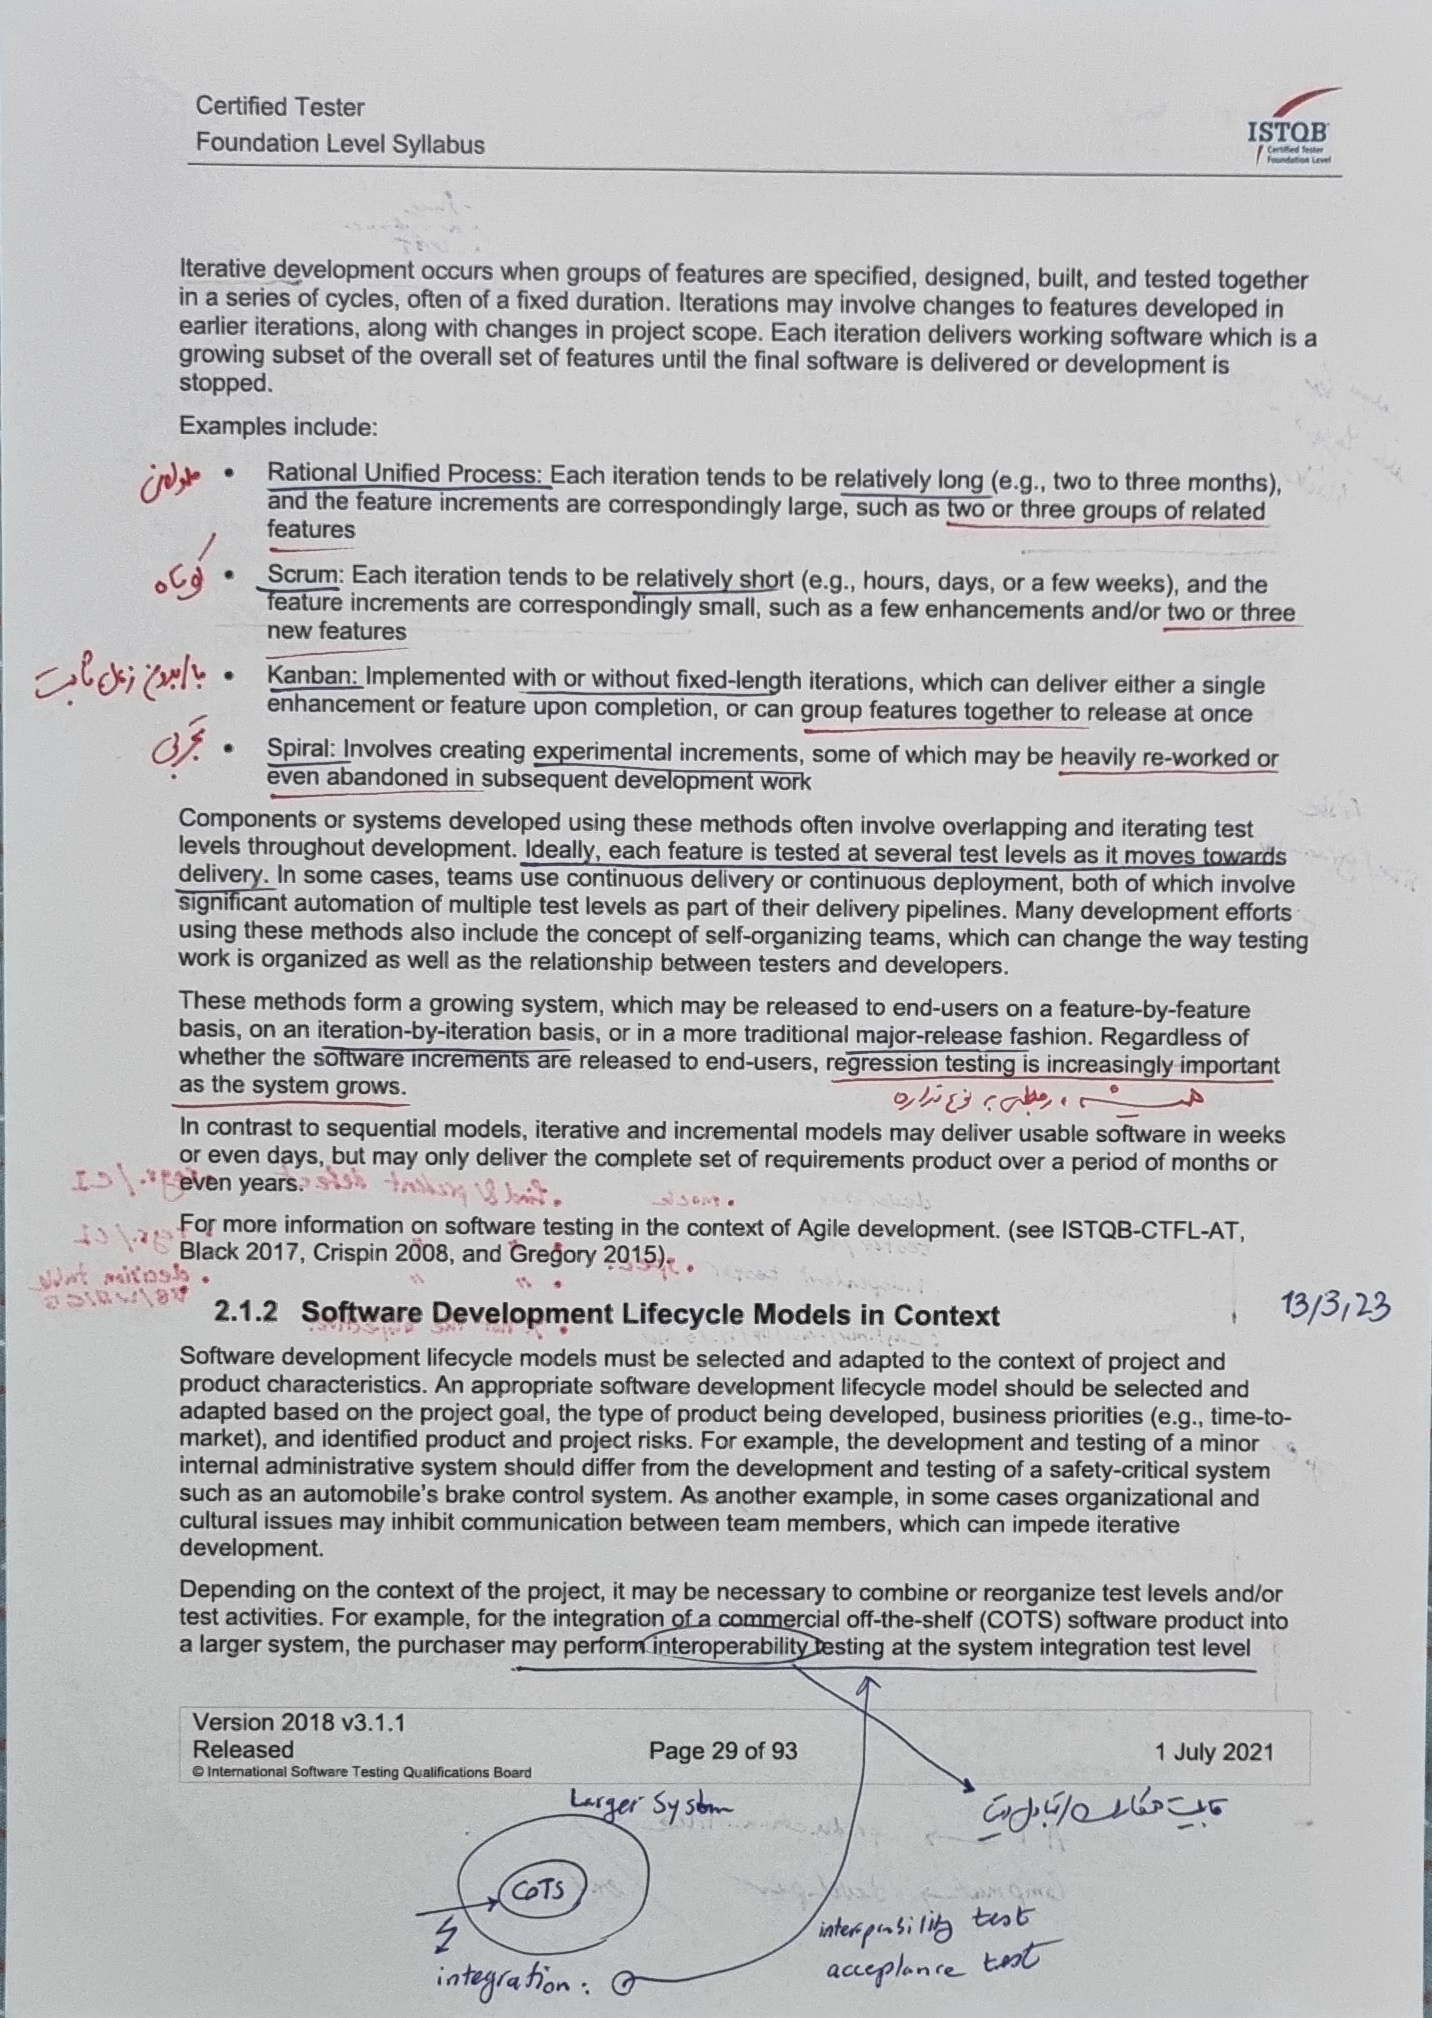 Certified Tester
Foundation Level Syllabus
ISTQB
Certified Tester
Foundation Level
Iterative development occurs when groups of features are specified, designed, built, and tested together
in a series of cycles, often of a fixed duration. Iterations may involve changes to features developed in
earlier iterations, along with changes in project scope. Each iteration delivers working software which is a
growing subset of the overall set of features until the final software is delivered or development is
stopped.
Examples include:
طولانی
• Rational Unified Process: Each iteration tends to be relatively long (e.g., two to three months),
and the feature increments are correspondingly large, such as two or three groups of related
features
کوتاه
• Scrum: Each iteration tends to be relatively short (e.g., hours, days, or a few weeks), and the
feature increments are correspondingly small, such as a few enhancements and/or two or three
new features
با/بدون زمان ثابت
• Kanban: Implemented with or without fixed-length iterations, which can deliver either a single
enhancement or feature upon completion, or can group features together to release at once
تجربی
• Spiral: Involves creating experimental increments, some of which may be heavily re-worked or
even abandoned in subsequent development work
Components or systems developed using these methods often involve overlapping and iterating test
levels throughout development. Ideally, each feature is tested at several test levels as it moves towards
delivery. In some cases, teams use continuous delivery or continuous deployment, both of which involve
significant automation of multiple test levels as part of their delivery pipelines. Many development efforts
using these methods also include the concept of self-organizing teams, which can change the way testing
work is organized as well as the relationship between testers and developers.
These methods form a growing system, which may be released to end-users on a feature-by-feature
basis, on an iteration-by-iteration basis, or in a more traditional major-release fashion. Regardless of
whether the software increments are released to end-users, regression testing is increasingly important
as the system grows.
نوع نداره
In contrast to sequential models, iterative and incremental models may deliver usable software in weeks
or even days, but may only deliver the complete set of requirements product over a period of months or
even years.
For more information on software testing in the context of Agile development. (see ISTQB-CTFL-AT,
Black 2017, Crispin 2008, and Gregory 2015).
2.1.2 Software Development Lifecycle Models in Context
13/3/23
Software development lifecycle models must be selected and adapted to the context of project and
product characteristics. An appropriate software development lifecycle model should be selected and
adapted based on the project goal, the type of product being developed, business priorities (e.g., time-to-
market), and identified product and project risks. For example, the development and testing of a minor
internal administrative system should differ from the development and testing of a safety-critical system
such as an automobile's brake control system. As another example, in some cases organizational and
cultural issues may inhibit communication between team members, which can impede iterative
development.
Depending on the context of the project, it may be necessary to combine or reorganize test levels and/or
test activities. For example, for the integration of a commercial off-the-shelf (COTS) software product into
a larger system, the purchaser may perform interoperability testing at the system integration test level
Version 2018 v3.1.1
Released
© International Software Testing Qualifications Board
Page 29 of 93
1 July 2021
Larger System
قابلیت همکاری/تبادل
COTS
integration:
interpability test
acceplance test